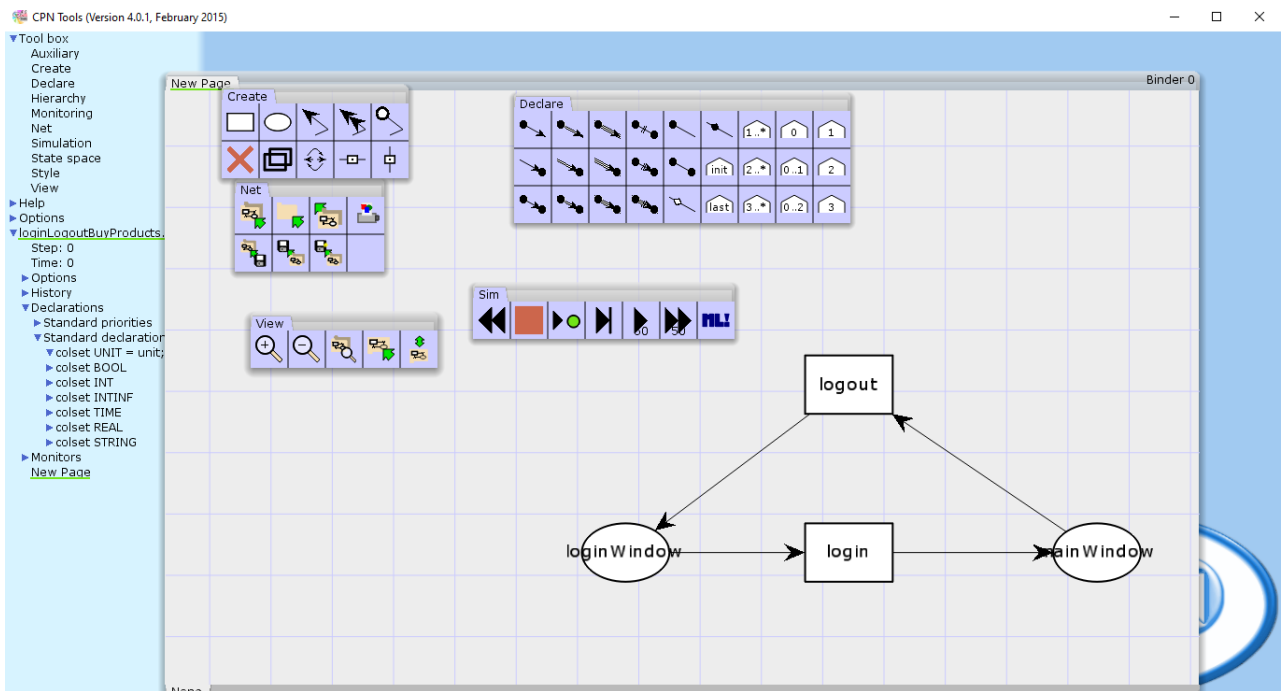 CPN Tools (Version 4.0.1, February 2015)
Tool box
Auxiliary
Create
Declare
Hierarchy
Monitoring
Net
Simulation
State space
Style
View
Help
Options
loginLogoutBuyProducts.
Step: 0
Time: 0
Options
History
Declarations
Standard priorities
Standard declaration
colset UNIT = unit;
colset BOOL
colset INT
colset INTINF
colset TIME
colset REAL
colset STRING
Monitors
New Page
New Page
Binder 0
Create
Net
View
Declare
1..* 0 1
init 2..* 0..1 2
last 3..* 0..2 3
Sim
50 50 ML!
logout
loginWindow
login
mainWindow
None